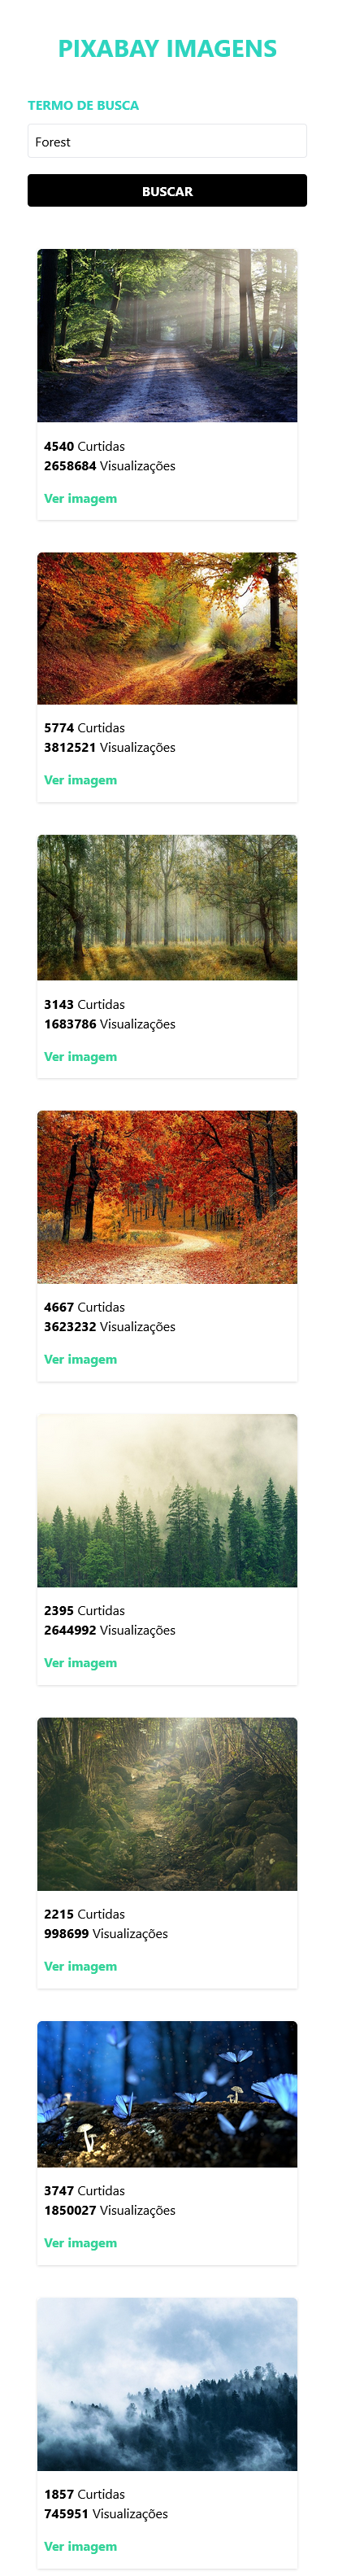 PIXABAY IMAGENS
TERMO DE BUSCA
Forest
BUSCAR
4540 Curtidas
2658684 Visualizações
Ver imagem
5774 Curtidas
3812521 Visualizações
Ver imagem
3143 Curtidas
1683786 Visualizações
Ver imagem
4667 Curtidas
3623232 Visualizações
Ver imagem
2395 Curtidas
2644992 Visualizações
Ver imagem
2215 Curtidas
998699 Visualizações
Ver imagem
3747 Curtidas
1850027 Visualizações
Ver imagem
1857 Curtidas
745951 Visualizações
Ver imagem